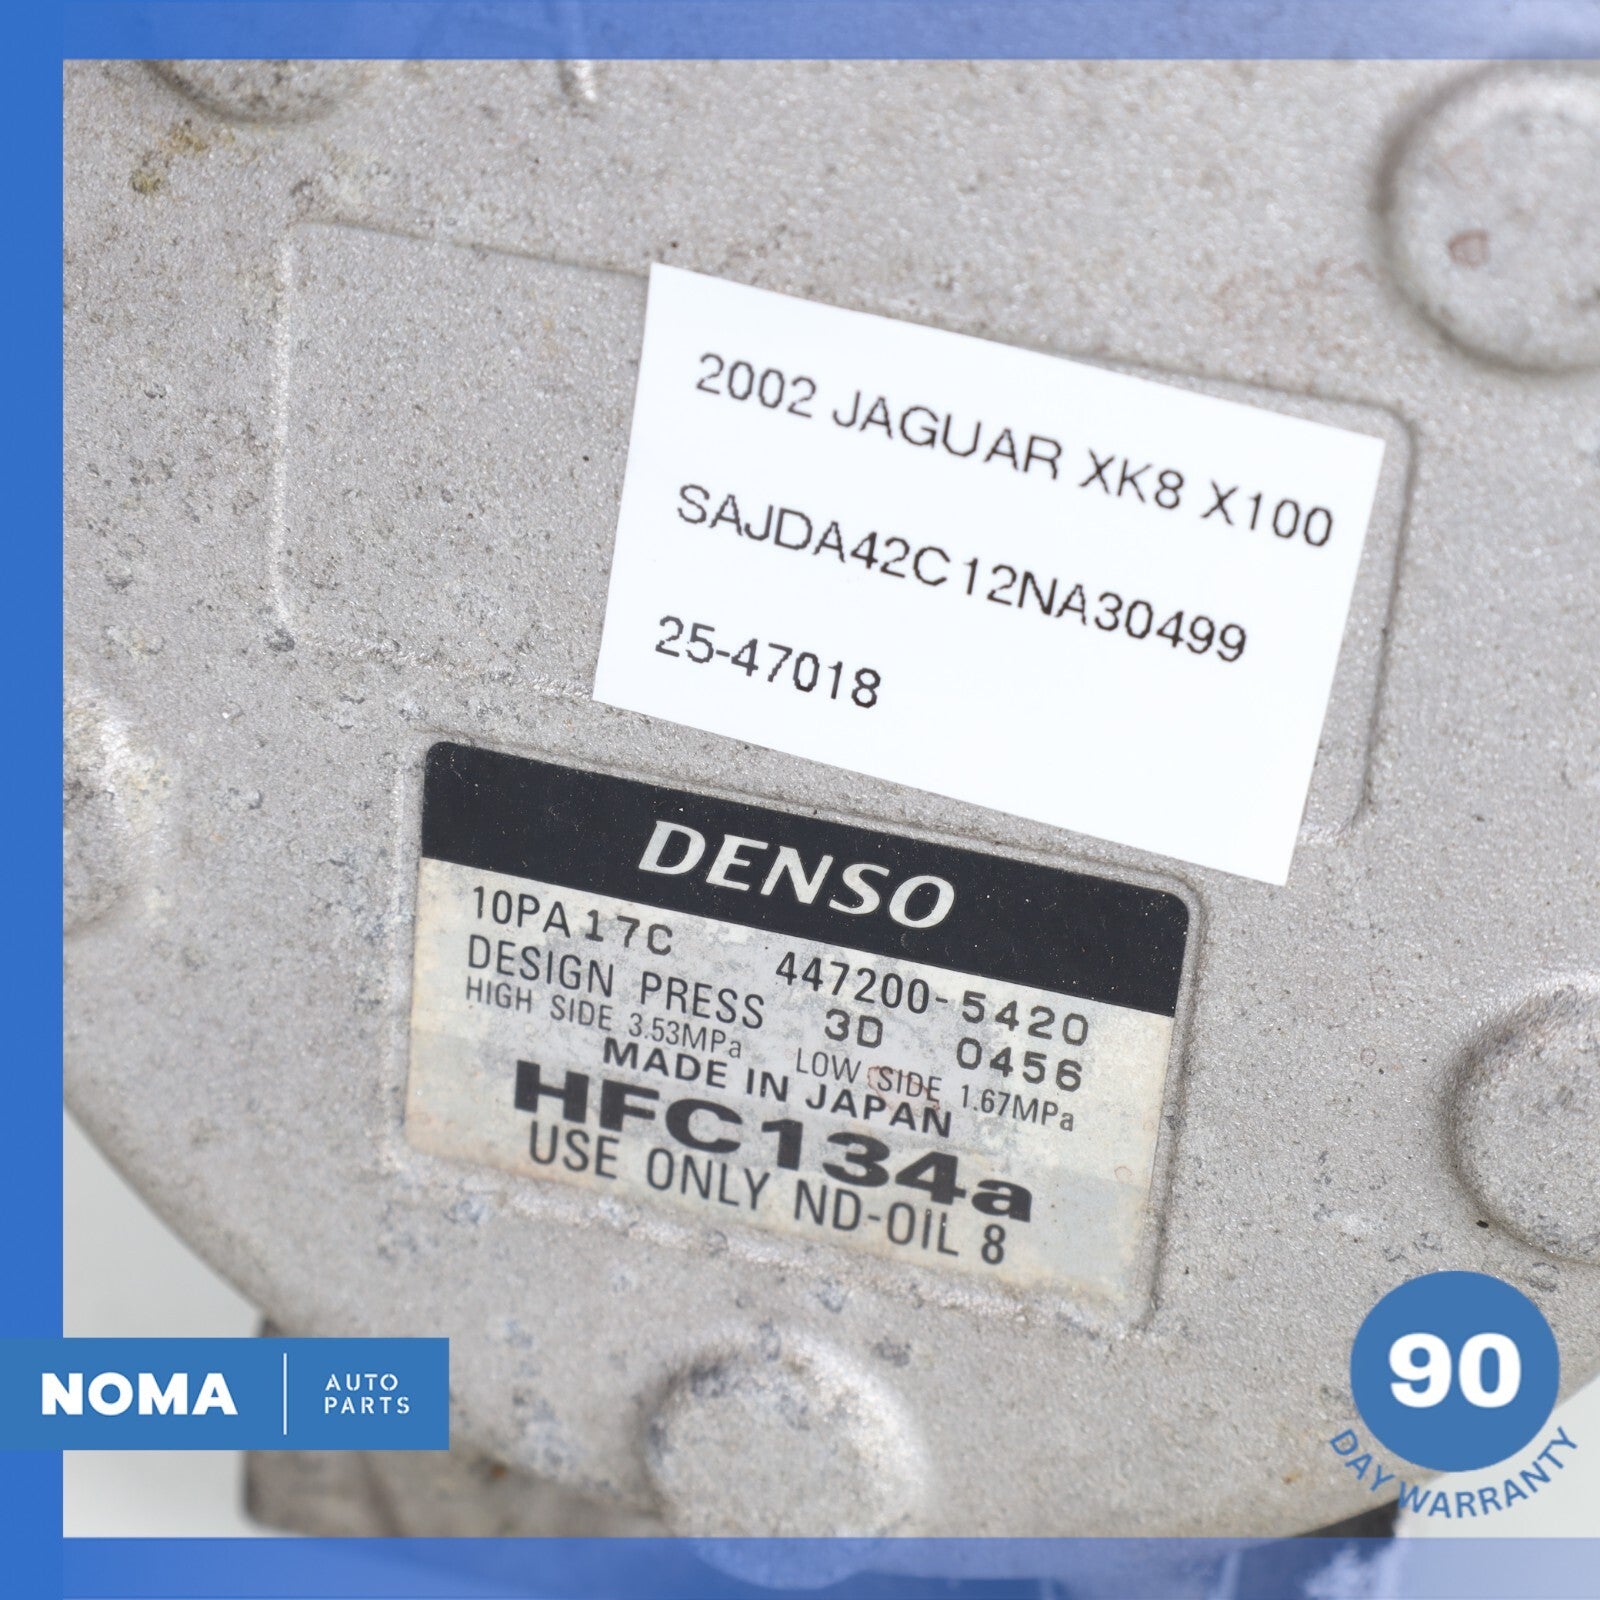 2002 JAGUAR XK8 X100
SAJDA42C12NA30499
25-47018
DENSO
10PA17C 447200-5420
DESIGN PRESS 3D 0456
HIGH SIDE 3.53MPa LOW SIDE 1.67MPa
MADE IN JAPAN
HFC134a
USE ONLY ND-OIL 8
NOMA
AUTO
PARTS
90
DAY WARRANTY